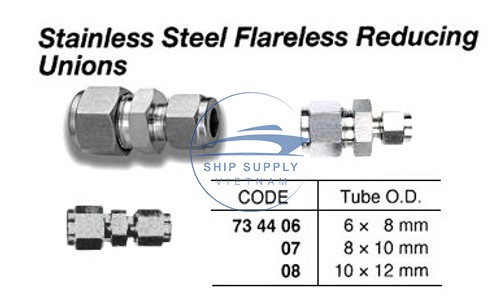 Stainless Steel Flareless Reducing
Unions
SHIP SUPPLY
VIETNAM
CODE Tube O.D.
73 44 06 6 × 8 mm
07 8 × 10 mm
08 10 × 12 mm